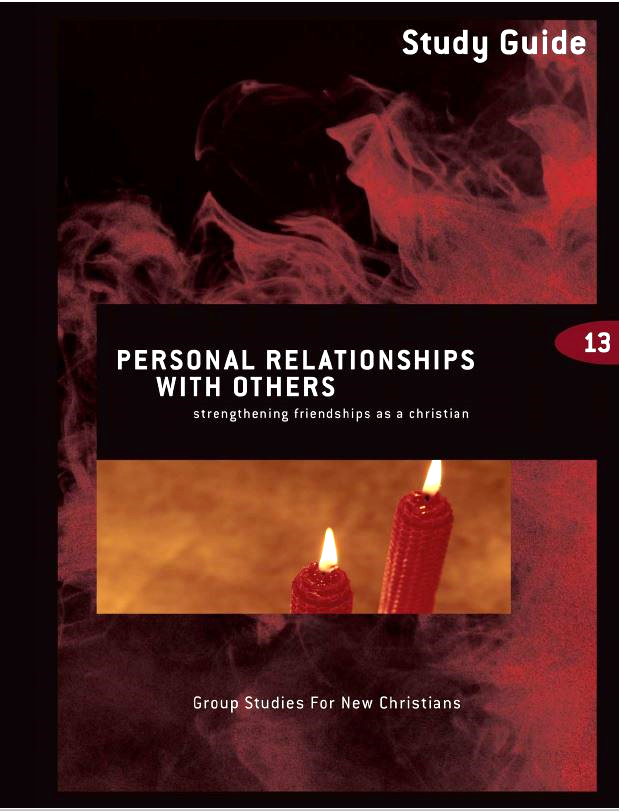 Study Guide
13
PERSONAL RELATIONSHIPS
WITH OTHERS
strengthening friendships as a christian
Group Studies For New Christians